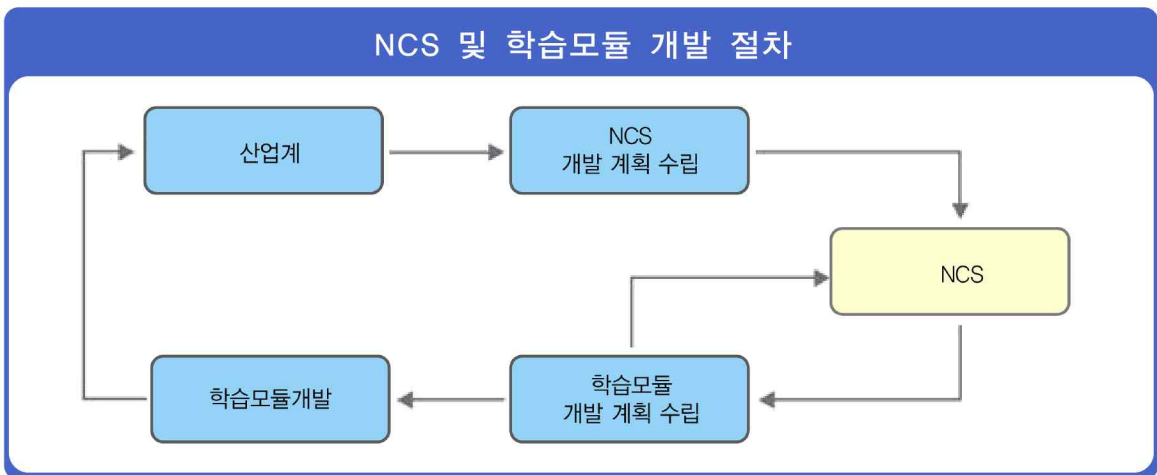 NCS 및 학습모듈 개발 절차
산업계
NCS
개발 계획 수립
NCS
학습모듈개발
학습모듈
개발 계획 수립